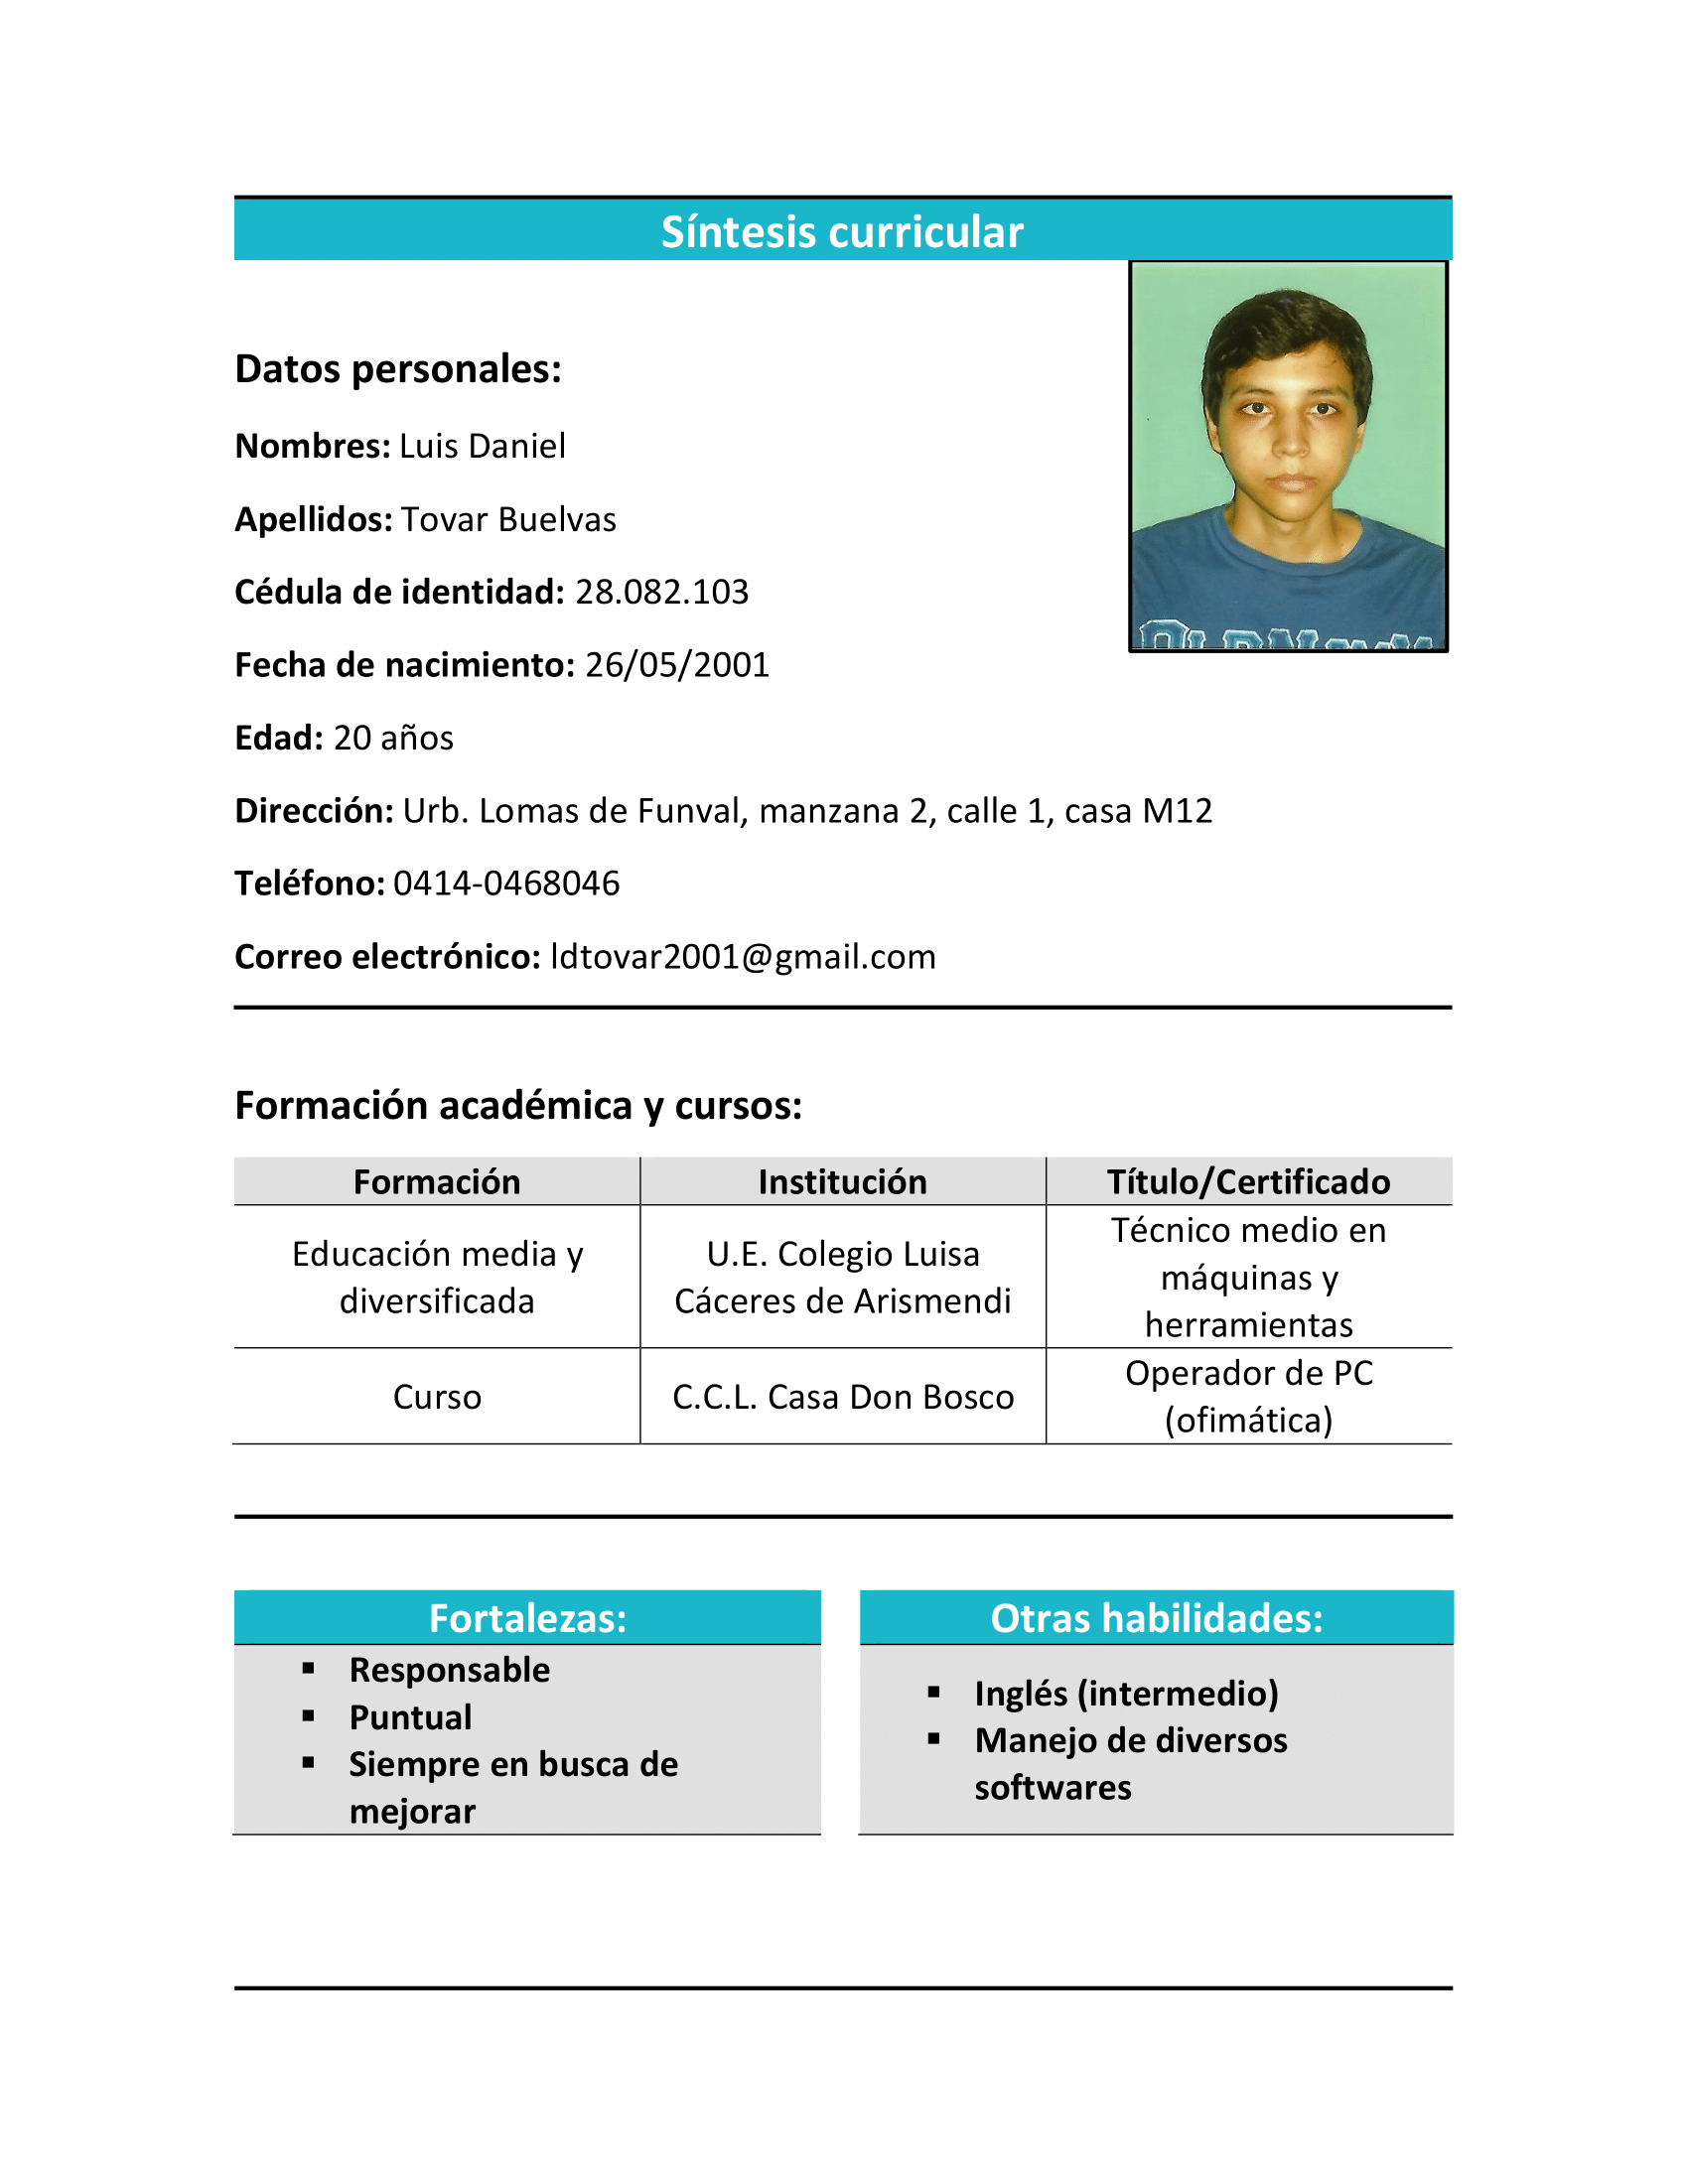 Síntesis curricular
Datos personales:
Nombres: Luis Daniel
Apellidos: Tovar Buelvas
Cédula de identidad: 28.082.103
Fecha de nacimiento: 26/05/2001
Edad: 20 años
Dirección: Urb. Lomas de Funval, manzana 2, calle 1, casa M12
Teléfono: 0414-0468046
Correo electrónico: ldtovar2001@gmail.com
Formación académica y cursos:
Formación Institución Título/Certificado
Educación media y
diversificada
U.E. Colegio Luisa
Cáceres de Arismendi
Técnico medio en
máquinas y
herramientas
Curso
C.C.L. Casa Don Bosco
Operador de PC
(ofimática)
Fortalezas:
▪ Responsable
▪ Puntual
▪ Siempre en busca de
mejorar
Otras habilidades:
▪ Inglés (intermedio)
▪ Manejo de diversos
softwares